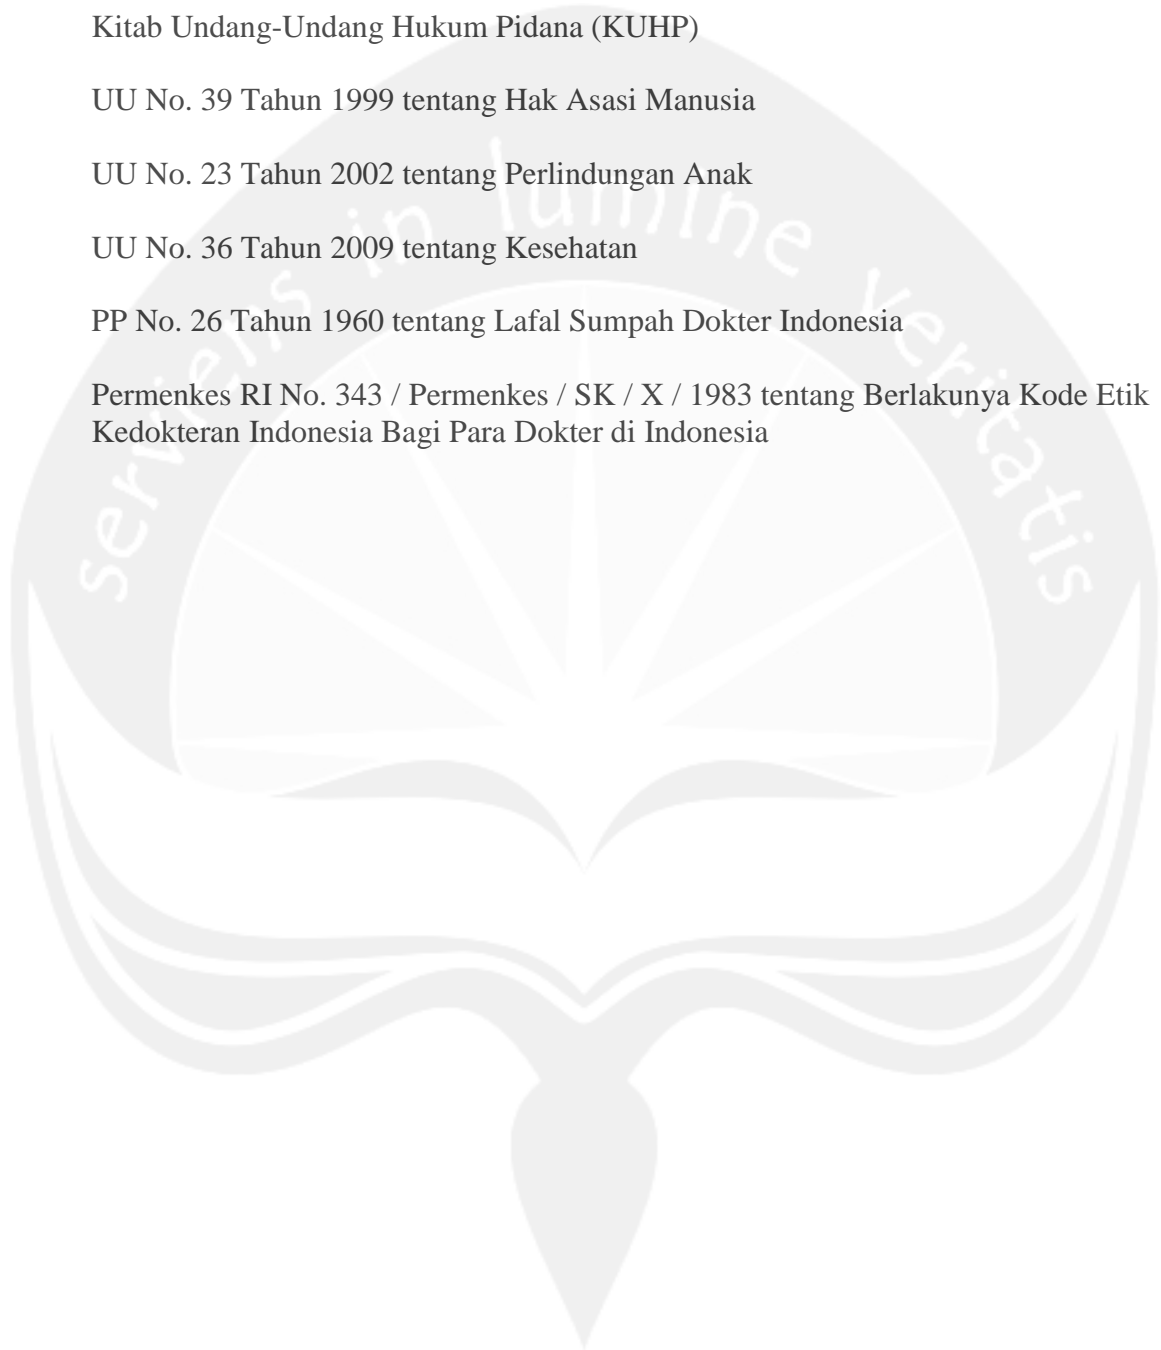 Kitab Undang-Undang Hukum Pidana (KUHP)
UU No. 39 Tahun 1999 tentang Hak Asasi Manusia
UU No. 23 Tahun 2002 tentang Perlindungan Anak
UU No. 36 Tahun 2009 tentang Kesehatan
PP No. 26 Tahun 1960 tentang Lafal Sumpah Dokter Indonesia
Permenkes RI No. 343 / Permenkes / SK / X / 1983 tentang Berlakunya Kode Etik
Kedokteran Indonesia Bagi Para Dokter di Indonesia
serviens in lumine veritatis